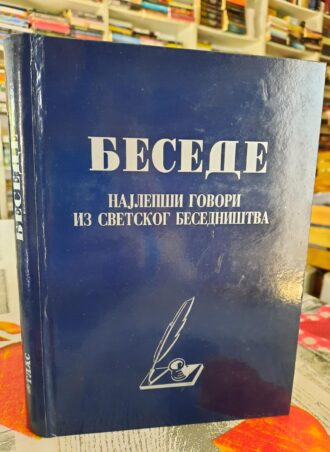 БЕСЕДЕ
НАЈЛЕПШИ ГОВОРИ
ИЗ СВЕТСКОГ БЕСЕДНИШТВА
БЕСЕДЕ